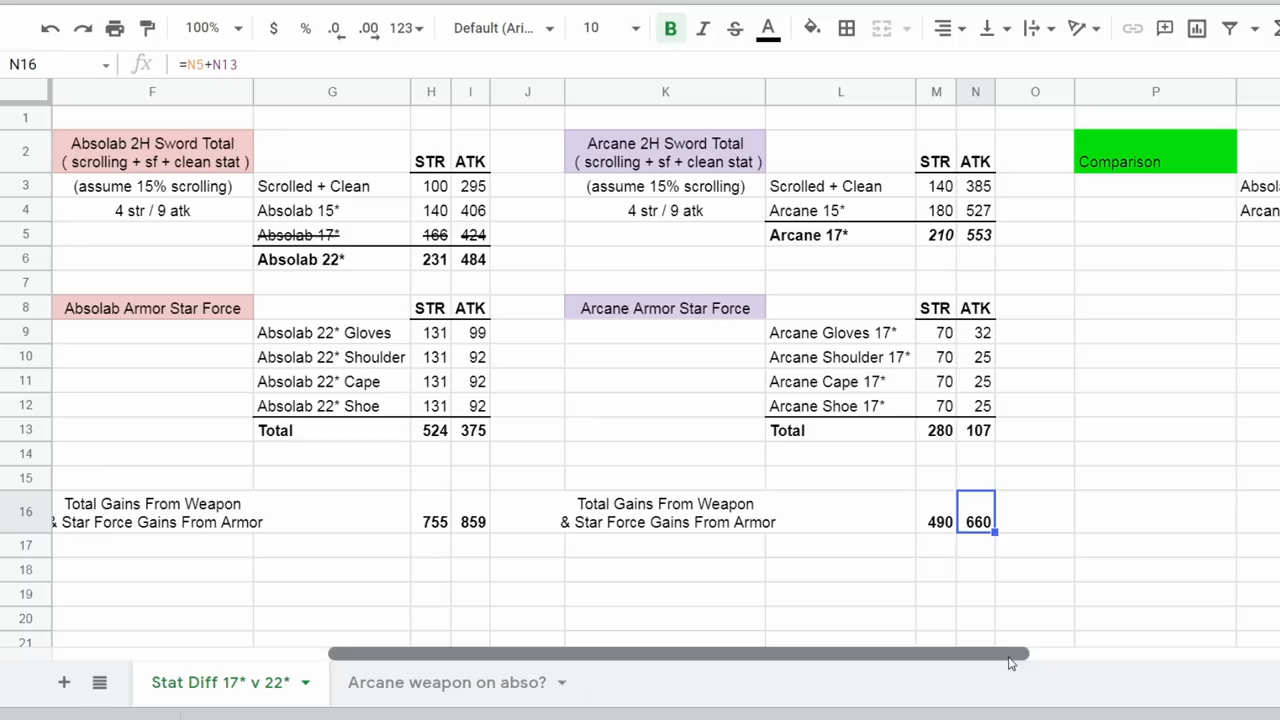 100% $ % .0 .00 123 Default (Ari... 10 B I S A
N16 fx =N5+N13
F G H I J K L M N O P
1
2 Absolab 2H Sword Total STR ATK Arcane 2H Sword Total STR ATK Comparison
( scrolling + sf + clean stat ) ( scrolling + sf + clean stat )
3 (assume 15% scrolling) Scrolled + Clean 100 295 (assume 15% scrolling) Scrolled + Clean 140 385 Absol
4 4 str / 9 atk Absolab 15* 140 406 4 str / 9 atk Arcane 15* 180 527 Arcan
5 Absolab 17* 166 424 Arcane 17* 210 553
6 Absolab 22* 231 484
7
8 Absolab Armor Star Force STR ATK Arcane Armor Star Force STR ATK
9 Absolab 22* Gloves 131 99 Arcane Gloves 17* 70 32
10 Absolab 22* Shoulder 131 92 Arcane Shoulder 17* 70 25
11 Absolab 22* Cape 131 92 Arcane Cape 17* 70 25
12 Absolab 22* Shoe 131 92 Arcane Shoe 17* 70 25
13 Total 524 375 Total 280 107
14
15
16 Total Gains From Weapon Total Gains From Weapon
& Star Force Gains From Armor 755 859 & Star Force Gains From Armor 490 660
17
18
19
20
21
+ Stat Diff 17* v 22* Arcane weapon on abso?